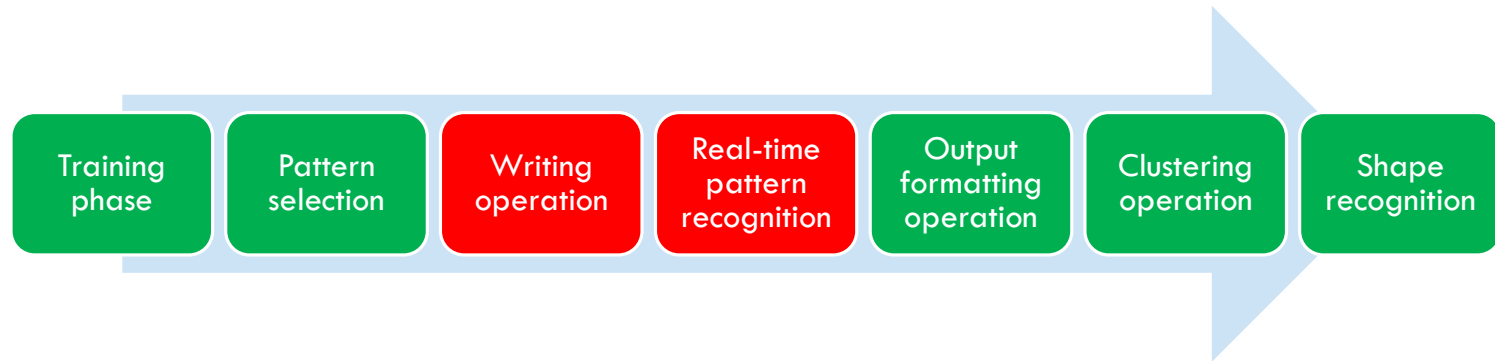 Training
phase
Pattern
selection
Writing
operation
Real-time
pattern
recognition
Output
formatting
operation
Clustering
operation
Shape
recognition